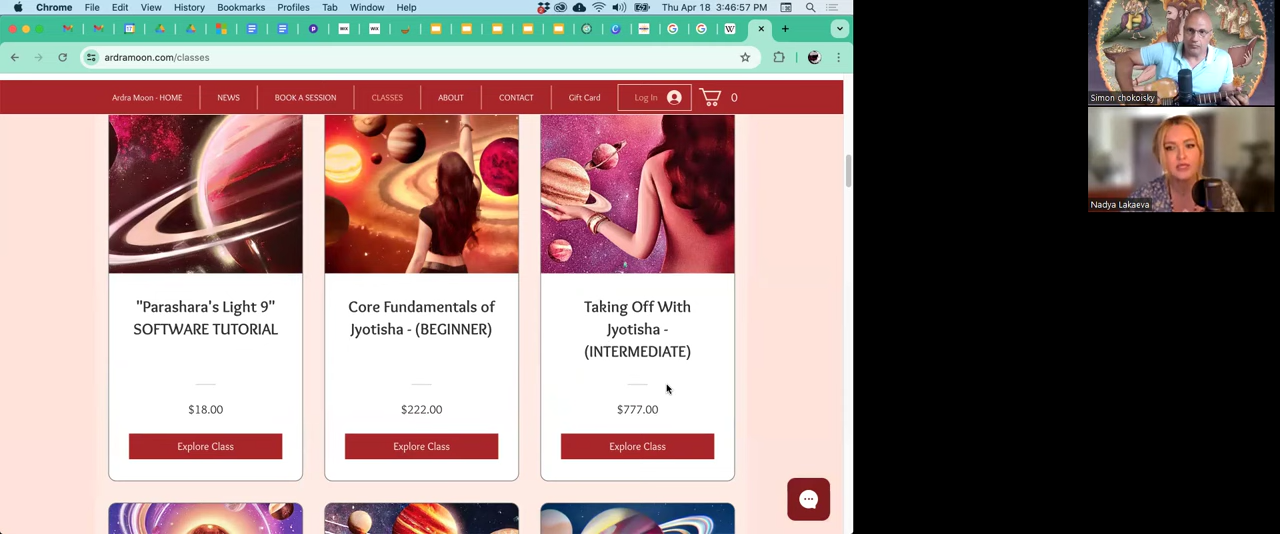 Chrome File Edit View History Bookmarks Profiles Tab Window Help Thu Apr 18 3:46:57 PM
ardramoon.com/classes
Ardra Moon - HOME NEWS BOOK A SESSION CLASSES ABOUT CONTACT Gift Card Log In 0
"Parashara's Light 9"
SOFTWARE TUTORIAL
$18.00
Explore Class
Core Fundamentals of
Jyotisha - (BEGINNER)
$222.00
Explore Class
Taking Off With
Jyotisha -
(INTERMEDIATE)
$777.00
Explore Class
Simon chokoisky
Nadya Lakaeva